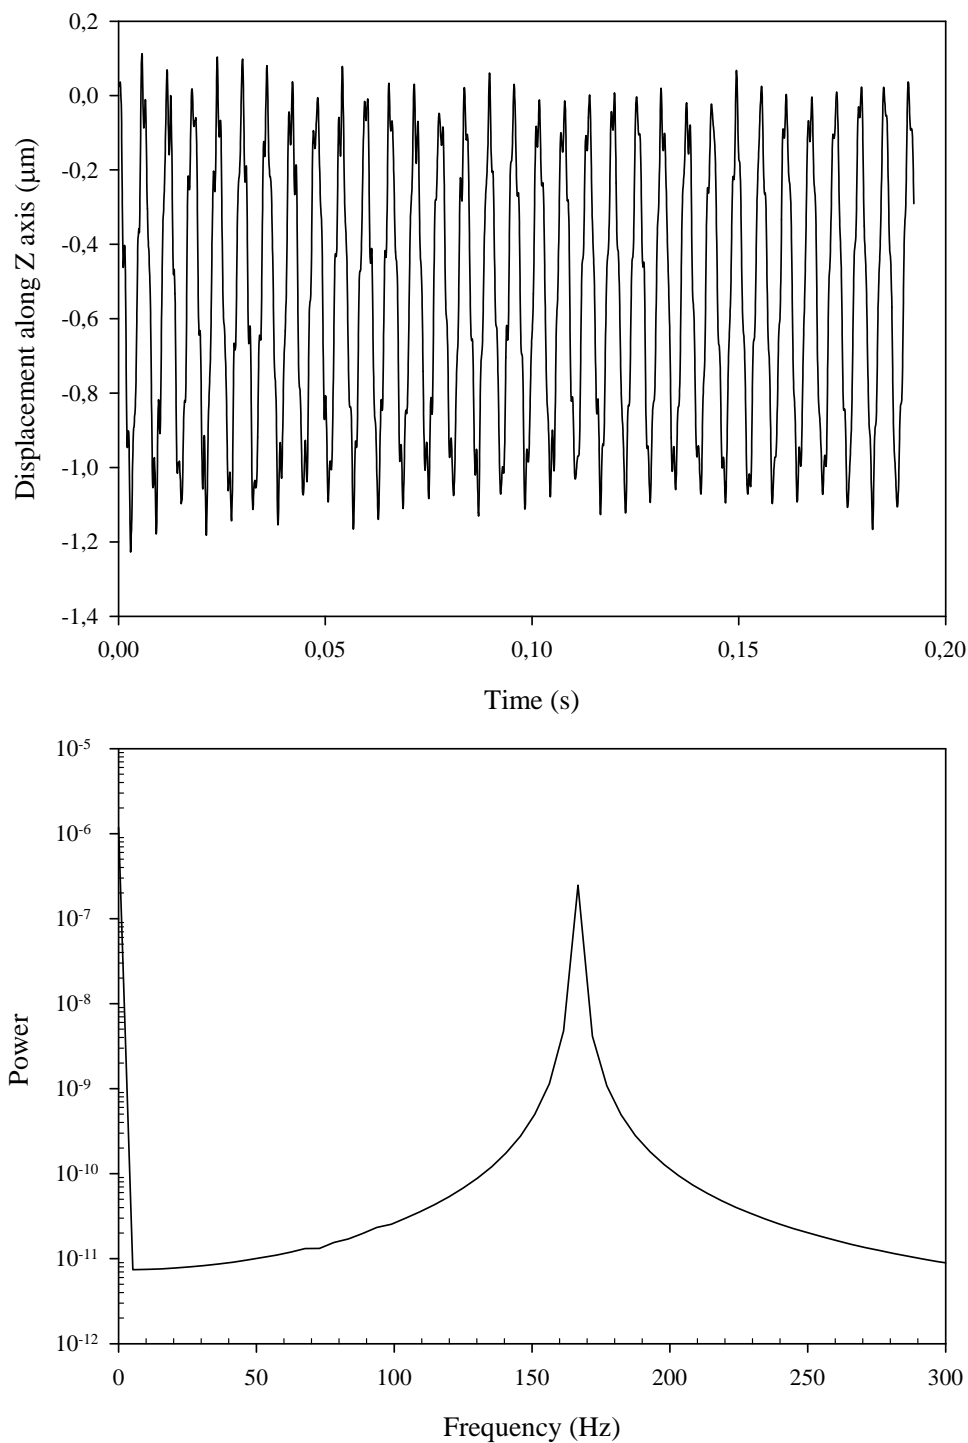 0,2
0,0
-0,2
-0,4
-0,6
-0,8
-1,0
-1,2
-1,4
Displacement along Z axis (μm)
0,00 0,05 0,10 0,15 0,20
Time (s)
10⁻⁵
10⁻⁶
10⁻⁷
10⁻⁸
10⁻⁹
10⁻¹⁰
10⁻¹¹
10⁻¹²
Power
0 50 100 150 200 250 300
Frequency (Hz)